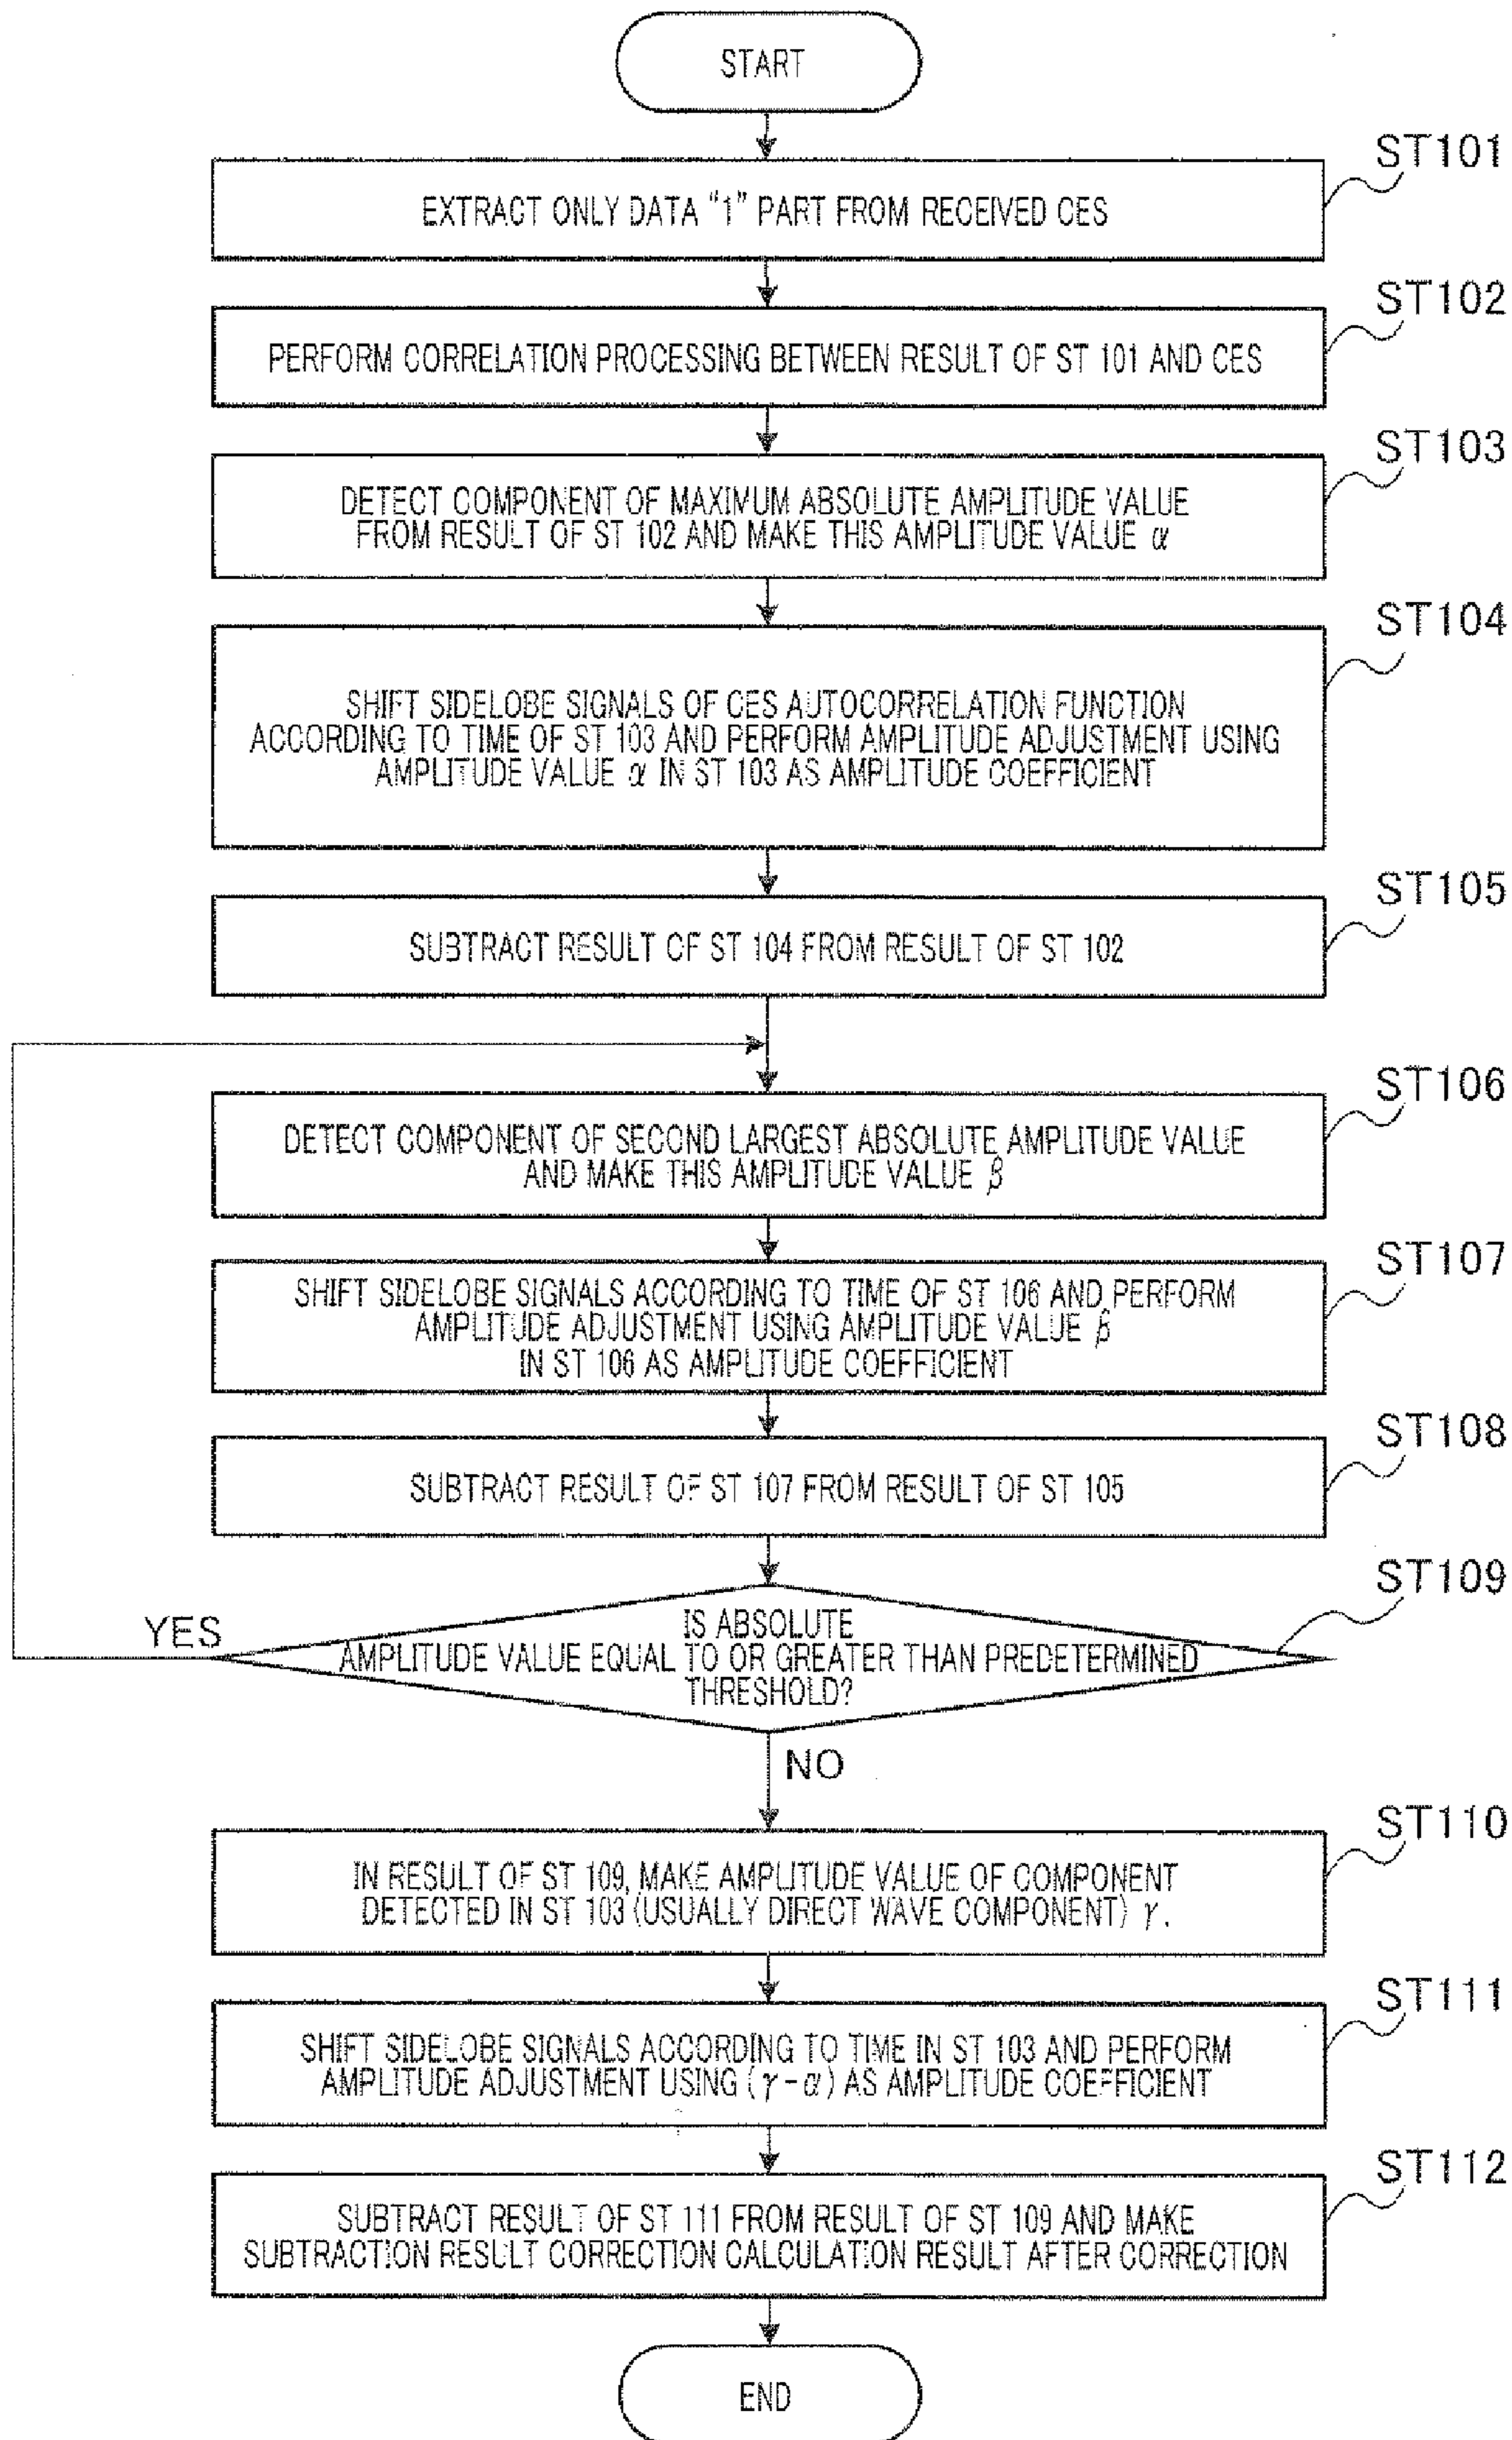 START
ST101
EXTRACT ONLY DATA "1" PART FROM RECEIVED CES
ST102
PERFORM CORRELATION PROCESSING BETWEEN RESULT OF ST 101 AND CES
ST103
DETECT COMPONENT OF MAXIMUM ABSOLUTE AMPLITUDE VALUE
FROM RESULT OF ST 102 AND MAKE THIS AMPLITUDE VALUE α
ST104
SHIFT SIDELOBE SIGNALS OF CES AUTOCORRELATION FUNCTION
ACCORDING TO TIME OF ST 103 AND PERFORM AMPLITUDE ADJUSTMENT USING
AMPLITUDE VALUE α IN ST 103 AS AMPLITUDE COEFFICIENT
ST105
SUBTRACT RESULT OF ST 104 FROM RESULT OF ST 102
ST106
DETECT COMPONENT OF SECOND LARGEST ABSOLUTE AMPLITUDE VALUE
AND MAKE THIS AMPLITUDE VALUE β
ST107
SHIFT SIDELOBE SIGNALS ACCORDING TO TIME OF ST 106 AND PERFORM
AMPLITUDE ADJUSTMENT USING AMPLITUDE VALUE β
IN ST 106 AS AMPLITUDE COEFFICIENT
ST108
SUBTRACT RESULT OF ST 107 FROM RESULT OF ST 105
ST109
IS ABSOLUTE
AMPLITUDE VALUE EQUAL TO OR GREATER THAN PREDETERMINED
THRESHOLD?
YES
NO
ST110
IN RESULT OF ST 109, MAKE AMPLITUDE VALUE OF COMPONENT
DETECTED IN ST 103 (USUALLY DIRECT WAVE COMPONENT) γ.
ST111
SHIFT SIDELOBE SIGNALS ACCORDING TO TIME IN ST 103 AND PERFORM
AMPLITUDE ADJUSTMENT USING (γ-α) AS AMPLITUDE COEFFICIENT
ST112
SUBTRACT RESULT OF ST 111 FROM RESULT OF ST 109 AND MAKE
SUBTRACTION RESULT CORRECTION CALCULATION RESULT AFTER CORRECTION
END